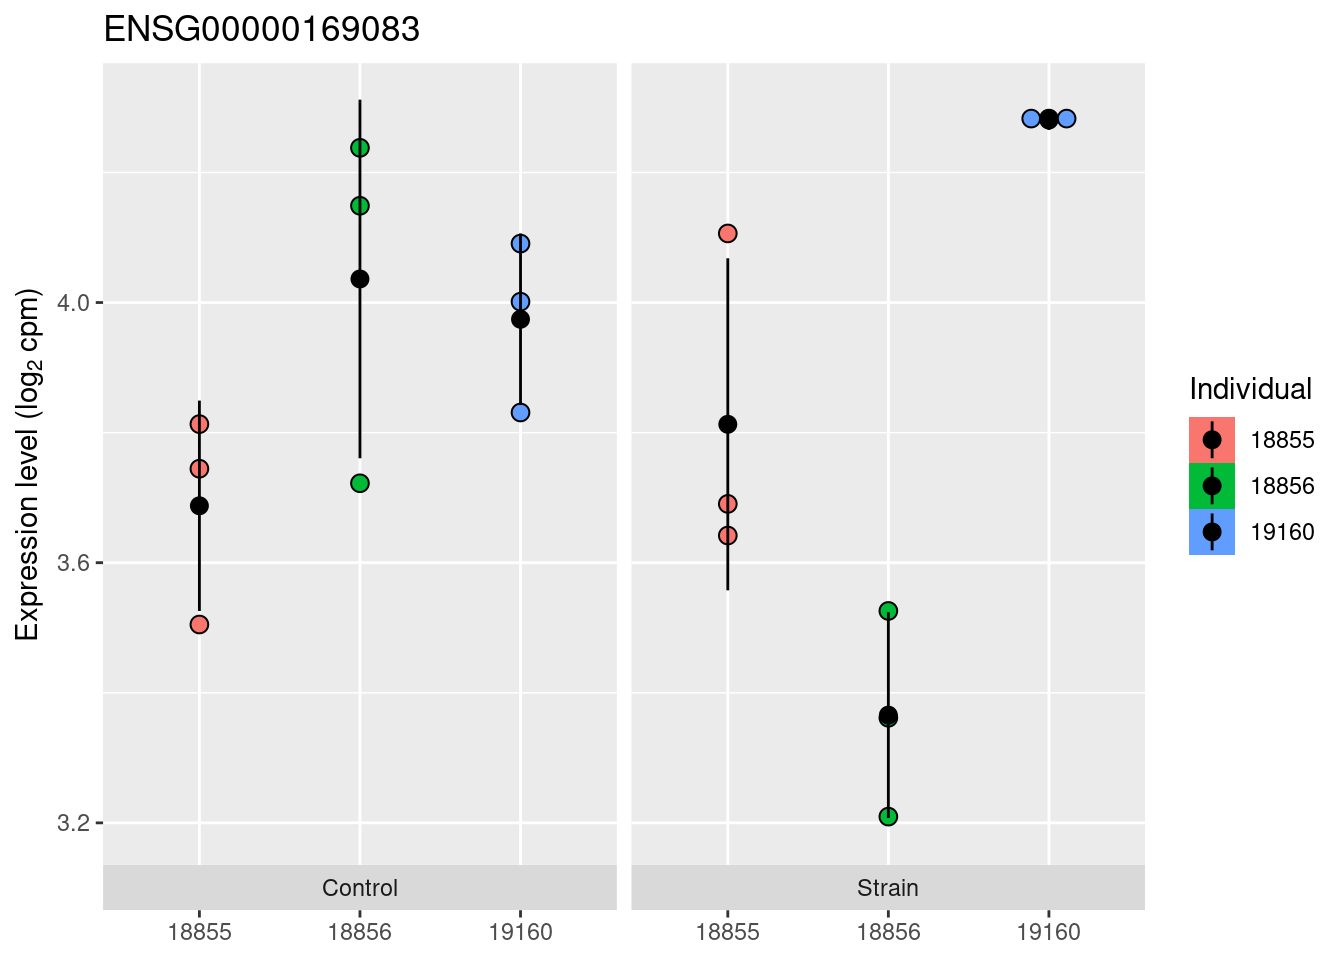 ENSG00000169083
Expression level (log₂ cpm)
4.0
3.6
3.2
Control
Strain
18855
18856
19160
18855
18856
19160
Individual
18855
18856
19160